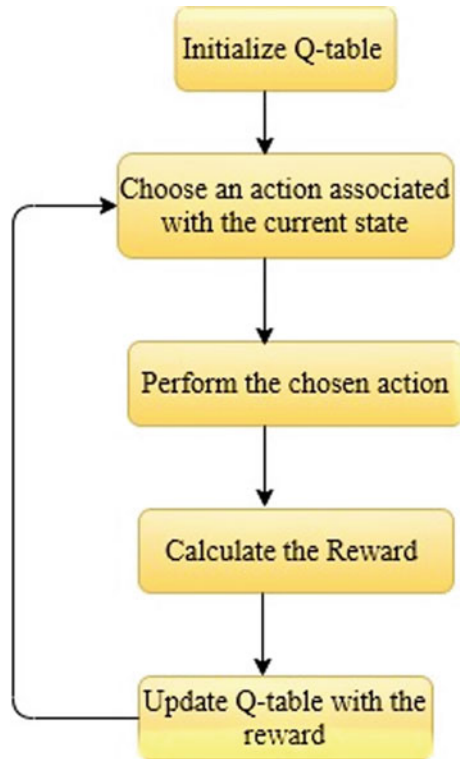 Initialize Q-table
Choose an action associated
with the current state
Perform the chosen action
Calculate the Reward
Update Q-table with the
reward